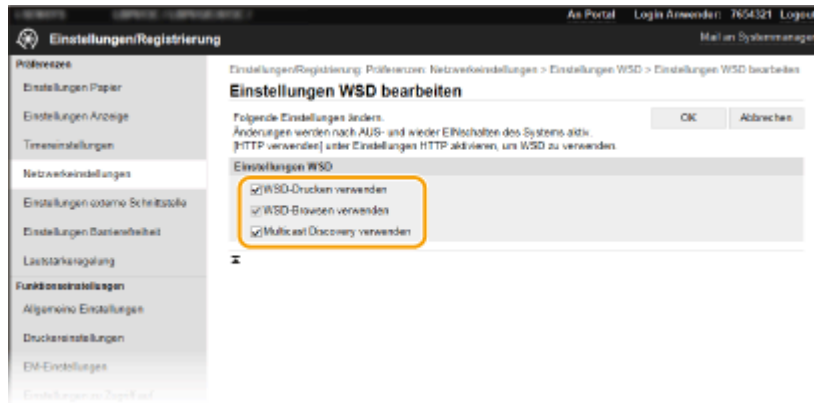 An Portal Login Anwender: 7654321 Logout
Einstellungen/Registrierung
Mail an Systemmanager
Präferenzen
Einstellungen/Registrierung: Präferenzen: Netzwerkeinstellungen > Einstellungen WSD > Einstellungen WSD bearbeiten
Einstellungen Papier
Einstellungen WSD bearbeiten
Einstellungen Anzeige
Folgende Einstellungen ändern.
OK Abbrechen
Änderungen werden nach AUS- und wieder EINschalten des Systems aktiv.
Timereinstellungen
[HTTP verwenden] unter Einstellungen HTTP aktivieren, um WSD zu verwenden.
Netzwerkeinstellungen
Einstellungen WSD
WSD-Drucken verwenden
Einstellungen externe Schnittstelle
WSD-Browsen verwenden
Einstellungen Barrierefreiheit
Multicast Discovery verwenden
Lautstärkeregelung
Funktionseinstellungen
Allgemeine Einstellungen
Druckereinstellungen
EM-Einstellungen